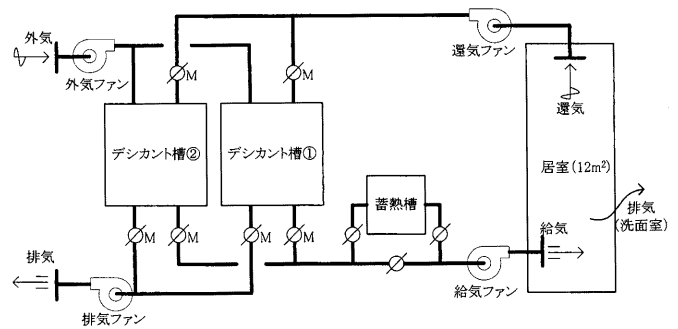 外気
外気ファン
M
M
還気ファン
還気
デシカント槽②
デシカント槽①
居室(12m²)
蓄熱槽
排気
(洗面室)
給気
M
M
M
M
排気
排気ファン
給気ファン